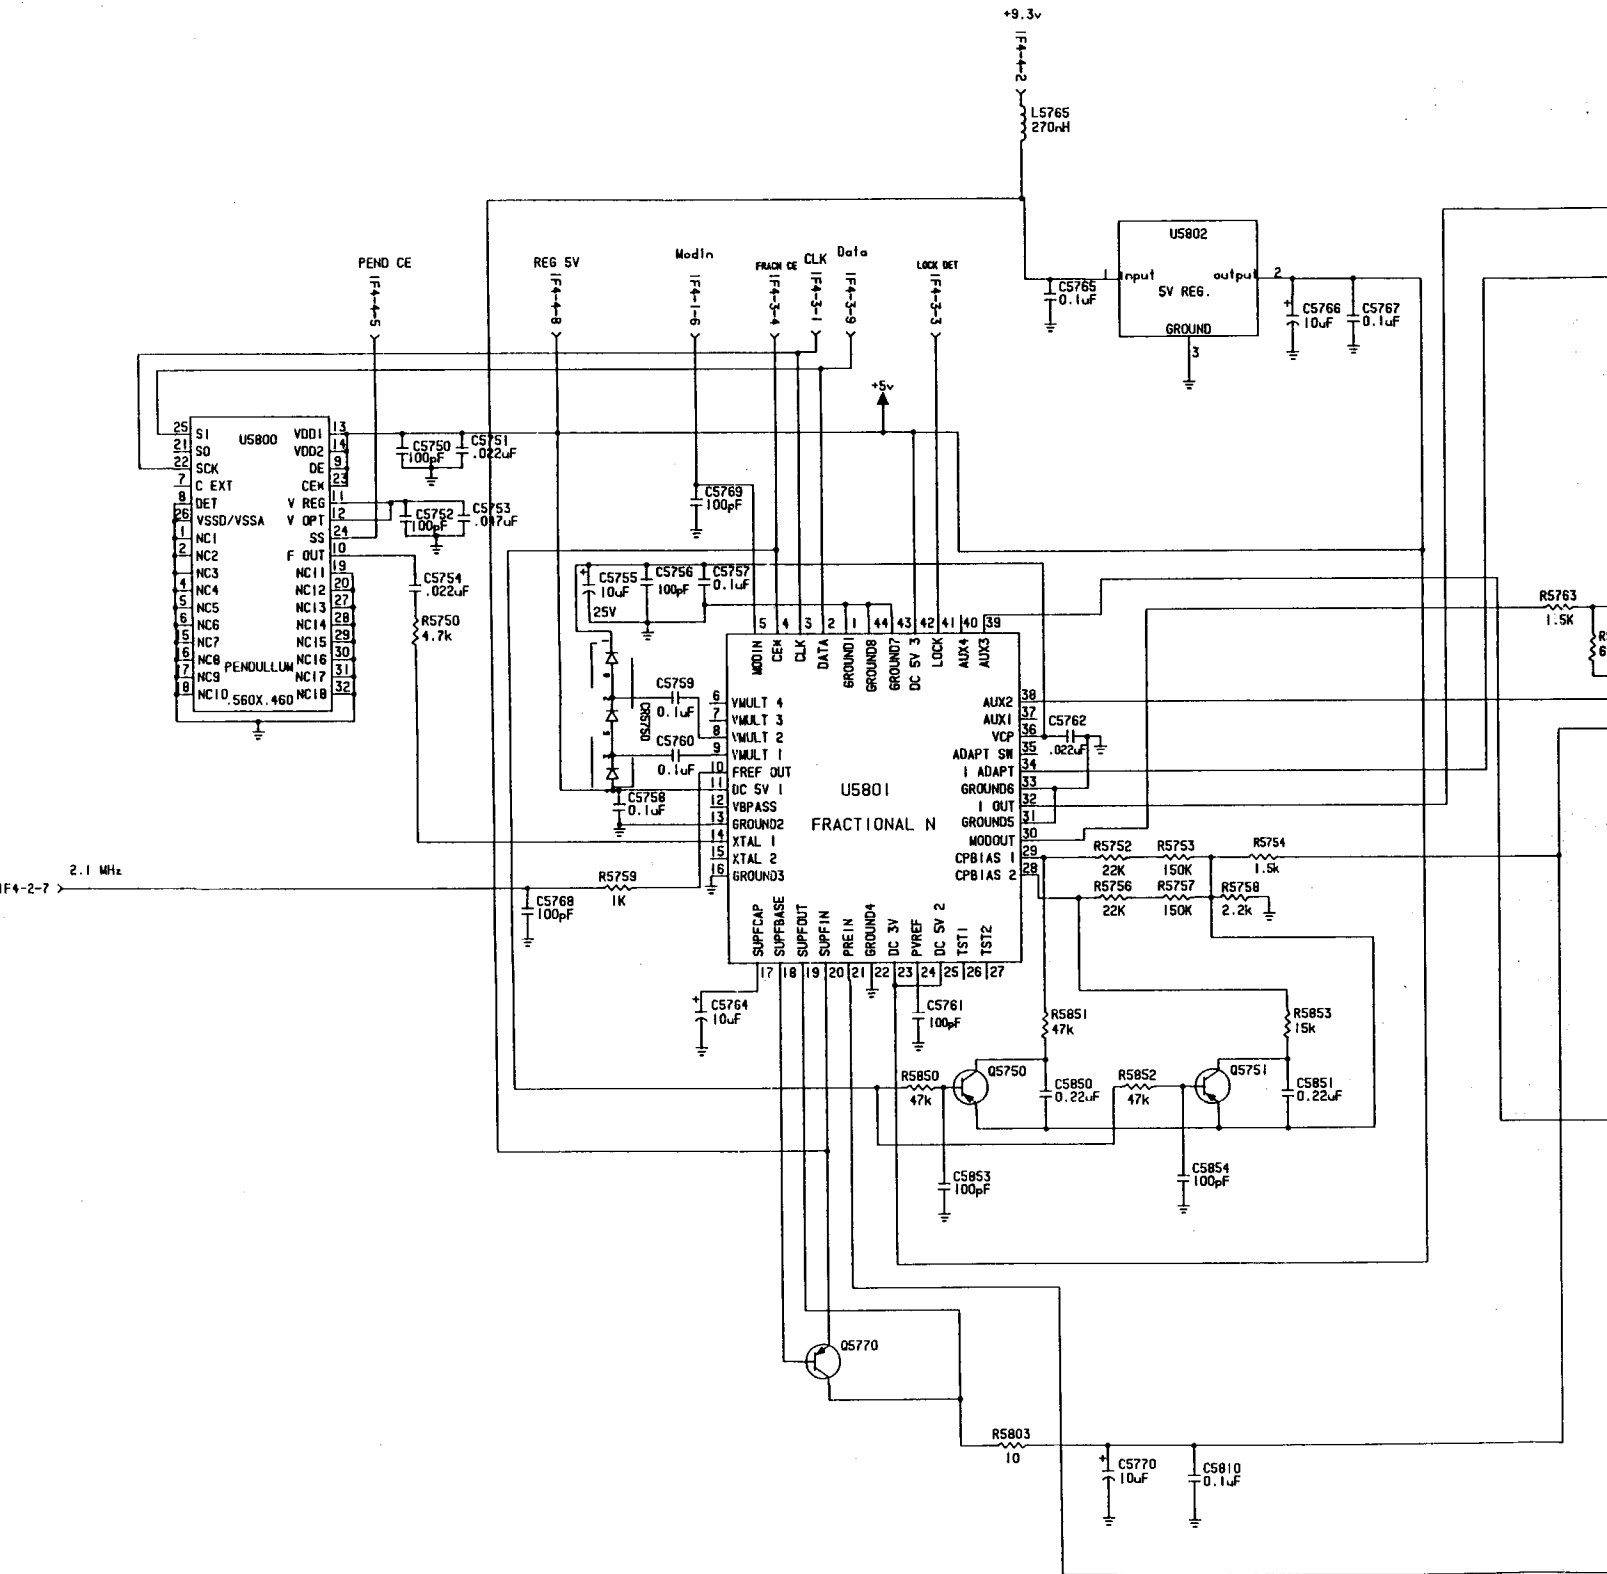 +9.3v
IF4-4-2
L5765
270nH
U5802
Input
output
1
2
5V REG.
GROUND
3
C5765
0.1uF
C5766
10uF
C5767
0.1uF
PEND CE
IF4-4-5
REG 5V
IF4-4-8
ModIn
IF4-1-6
FRACN CE
IF4-3-4
CLK
IF4-3-1
Data
IF4-3-9
LOCK DET
IF4-3-3
+5v
U5800
25 SI
21 SO
22 SCK
7 C EXT
8 DET
26 VSSD/VSSA
1 NC1
2 NC2
3 NC3
4 NC4
5 NC5
6 NC6
15 NC7
16 NC8
17 NC9
18 NC10
VDD1 13
VDD2 14
DE 9
CEX 23
V REG 11
V OPT 12
SS 24
F OUT 10
NC11 19
NC12 20
NC13 27
NC14 28
NC15 29
NC16 30
NC17 31
NC18 32
PENDULLUM
.560X.460
C5750
100pF
C5751
.022uF
C5752
100pF
C5753
.047uF
C5754
.022uF
R5750
4.7k
C5769
100pF
C5755
10uF
25V
C5756
100pF
C5757
0.1uF
CR5750
C5759
0.1uF
C5760
0.1uF
C5758
0.1uF
5 4 3 2 1 44 43 42 41 40 39
MODIN
CEX
CLK
DATA
GROUND1
GROUND8
GROUND7
DC 5V 3
LOCK
AUX4
AUX3
6 VMULT 4
7 VMULT 3
8 VMULT 2
9 VMULT 1
10 FREF OUT
11 DC 5V 1
12 VBPASS
13 GROUND2
14 XTAL 1
15 XTAL 2
16 GROUND3
U5801
FRACTIONAL N
AUX2 38
AUX1 37
VCP 36
ADAPT SW 35
I ADAPT 34
GROUND6 33
I OUT 32
GROUND5 31
MODOUT 30
CPBIAS 1 29
CPBIAS 2 28
SUPFCAP
SUPFBASE
SUPFOUT
SUPFIN
PREIN
GROUND4
DC 3V
PVREF
DC 5V 2
TST1
TST2
17 18 19 20 21 22 23 24 25 26 27
C5762
.022uF
R5763
1.5K
R5752
22K
R5753
150K
R5754
1.5k
R5756
22K
R5757
150K
R5758
2.2k
2.1 MHz
IF4-2-7
C5768
100pF
R5759
1K
C5764
10uF
C5761
100pF
R5851
47k
R5853
15k
R5850
47k
Q5750
C5850
0.22uF
R5852
47k
Q5751
C5851
0.22uF
C5853
100pF
C5854
100pF
Q5770
R5803
10
C5770
10uF
C5810
0.1uF